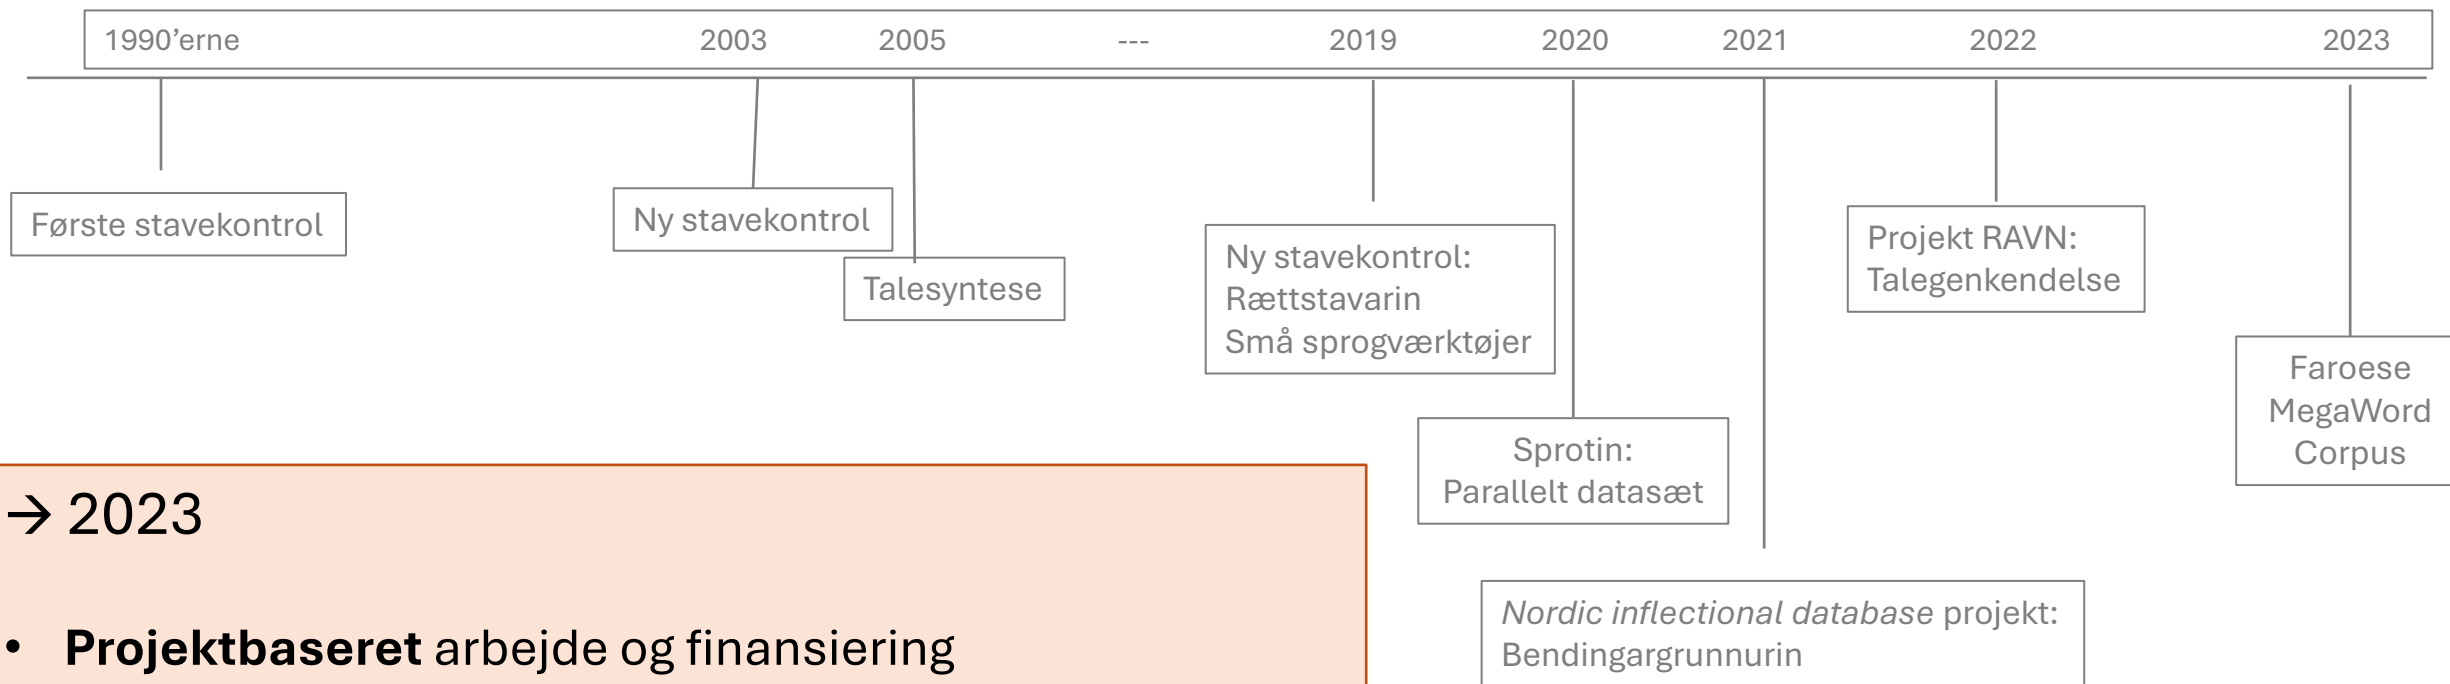 1990’erne 2003 2005 --- 2019 2020 2021 2022 2023
Første stavekontrol
Ny stavekontrol
Talesyntese
Ny stavekontrol:
Rættstavarin
Små sprogværktøjer
Sprotin:
Parallelt datasæt
Nordic inflectional database projekt:
Bendingargrunnurin
Projekt RAVN:
Talegenkendelse
Faroese
MegaWord
Corpus
→ 2023
• Projektbaseret arbejde og finansiering